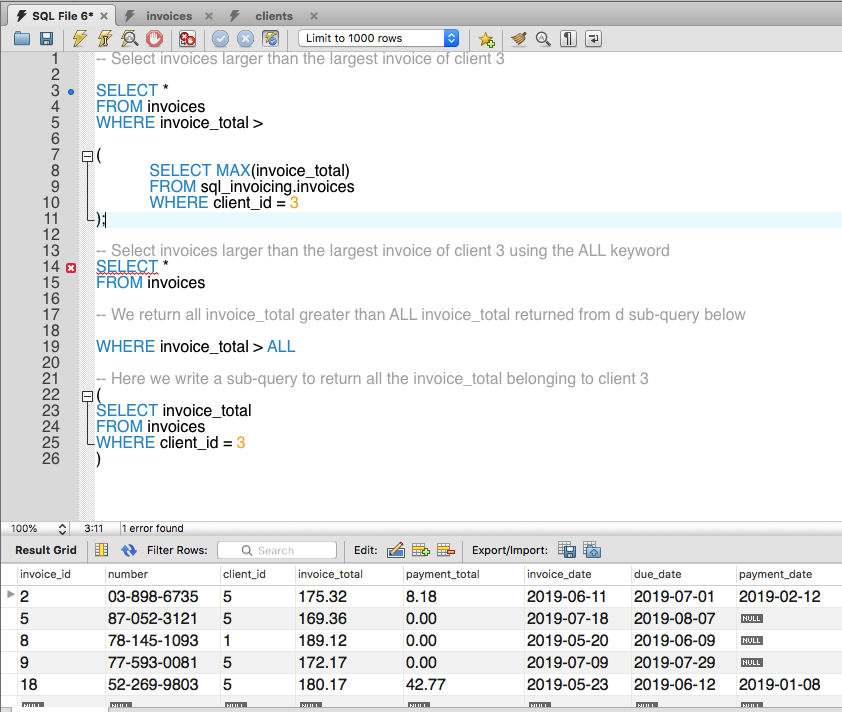 SQL File 6* invoices clients
Limit to 1000 rows
1 -- Select invoices larger than the largest invoice of client 3
2
3 SELECT *
4 FROM invoices
5 WHERE invoice_total >
6
7 (
8 SELECT MAX(invoice_total)
9 FROM sql_invoicing.invoices
10 WHERE client_id = 3
11 );
12
13 -- Select invoices larger than the largest invoice of client 3 using the ALL keyword
14 SELECT *
15 FROM invoices
16
17 -- We return all invoice_total greater than ALL invoice_total returned from d sub-query below
18
19 WHERE invoice_total > ALL
20
21 -- Here we write a sub-query to return all the invoice_total belonging to client 3
22 (
23 SELECT invoice_total
24 FROM invoices
25 WHERE client_id = 3
26 )
100% 3:11 1 error found
Result Grid Filter Rows: Search Edit: Export/Import:
invoice_id number client_id invoice_total payment_total invoice_date due_date payment_date
2 03-898-6735 5 175.32 8.18 2019-06-11 2019-07-01 2019-02-12
5 87-052-3121 5 169.36 0.00 2019-07-18 2019-08-07 NULL
8 78-145-1093 1 189.12 0.00 2019-05-20 2019-06-09 NULL
9 77-593-0081 5 172.17 0.00 2019-07-09 2019-07-29 NULL
18 52-269-9803 5 180.17 42.77 2019-05-23 2019-06-12 2019-01-08
NULL NULL NULL NULL NULL NULL NULL NULL